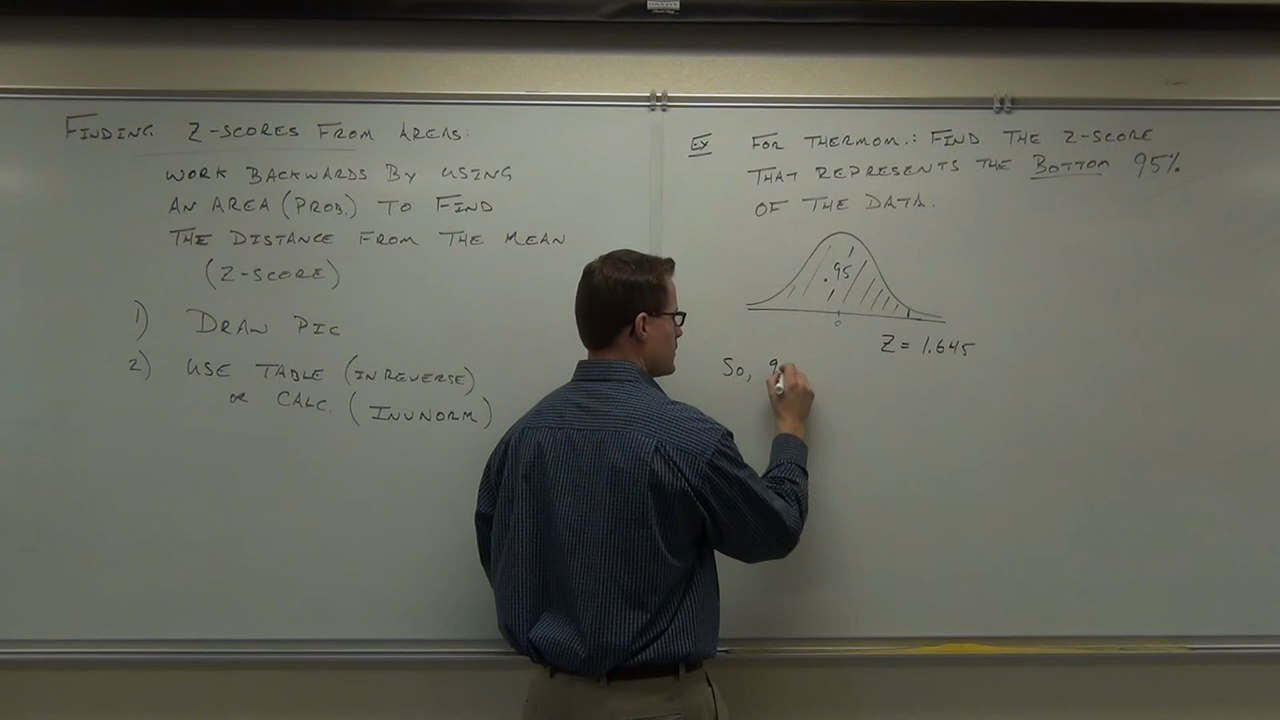 FINDING Z-SCORES FROM AREAS:
WORK BACKWARDS BY USING
AN AREA (PROB.) TO FIND
THE DISTANCE FROM THE MEAN
(Z-SCORE)
1) DRAW PIC
2) USE TABLE (IN REVERSE)
OR CALC. (INVNORM)
EX FOR THERMOM.: FIND THE Z-SCORE
THAT REPRESENTS THE BOTTOM 95%
OF THE DATA.
.95
0
Z = 1.645
So, 9